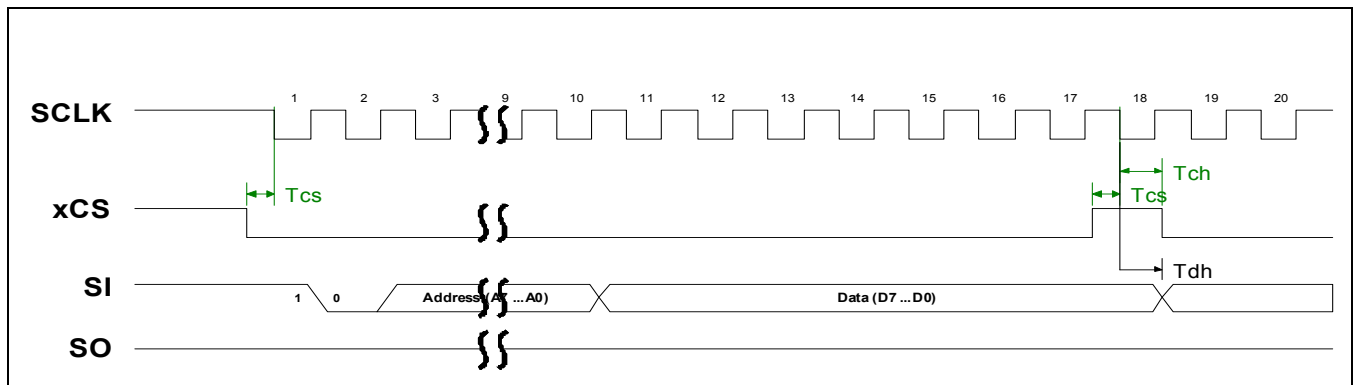 1 2 3 9 10 11 12 13 14 15 16 17 18 19 20
SCLK
Tch
Tcs Tcs
xCS
Tdh
SI 1 0 Address (A7 ... A0) Data (D7 ... D0)
SO